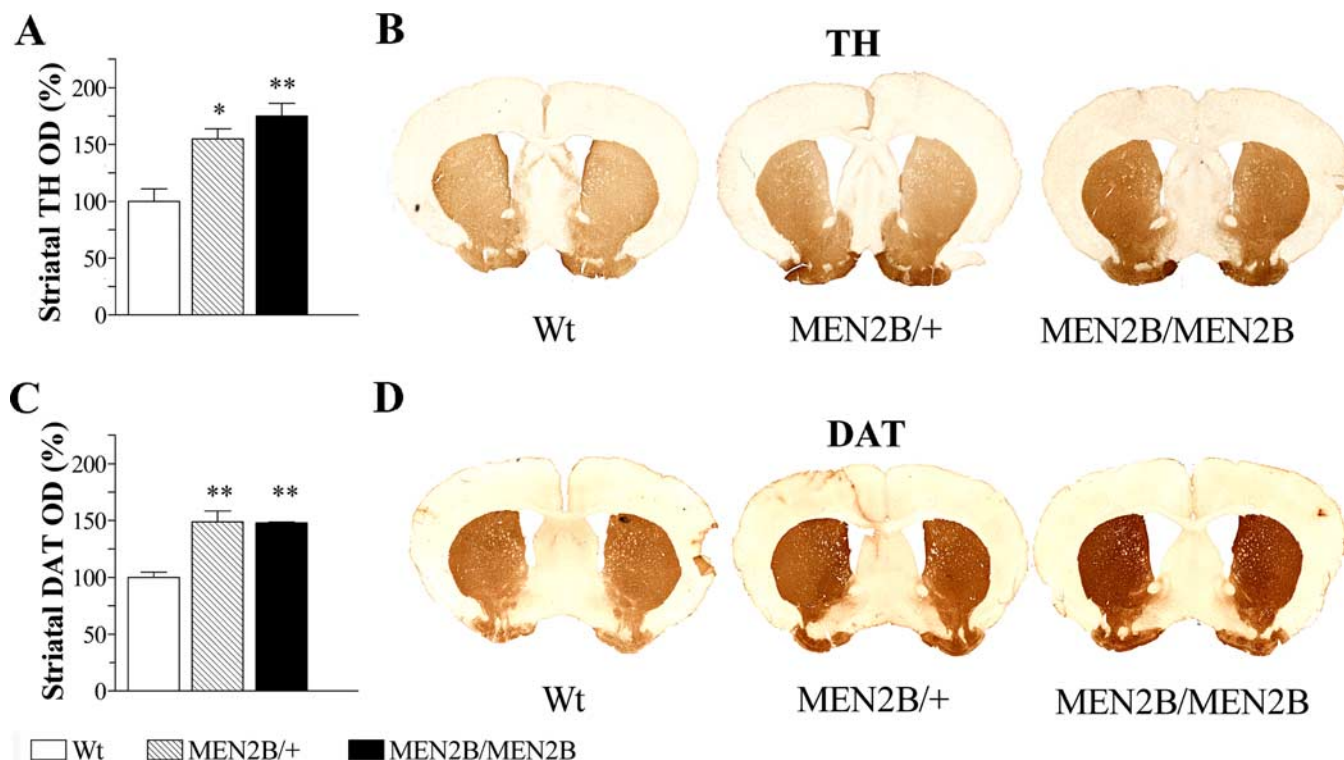 A
Striatal TH OD (%)
200
150
100
50
0
*
**
B
TH
Wt
MEN2B/+
MEN2B/MEN2B
C
Striatal DAT OD (%)
200
150
100
50
0
**
**
D
DAT
Wt
MEN2B/+
MEN2B/MEN2B
Wt
MEN2B/+
MEN2B/MEN2B